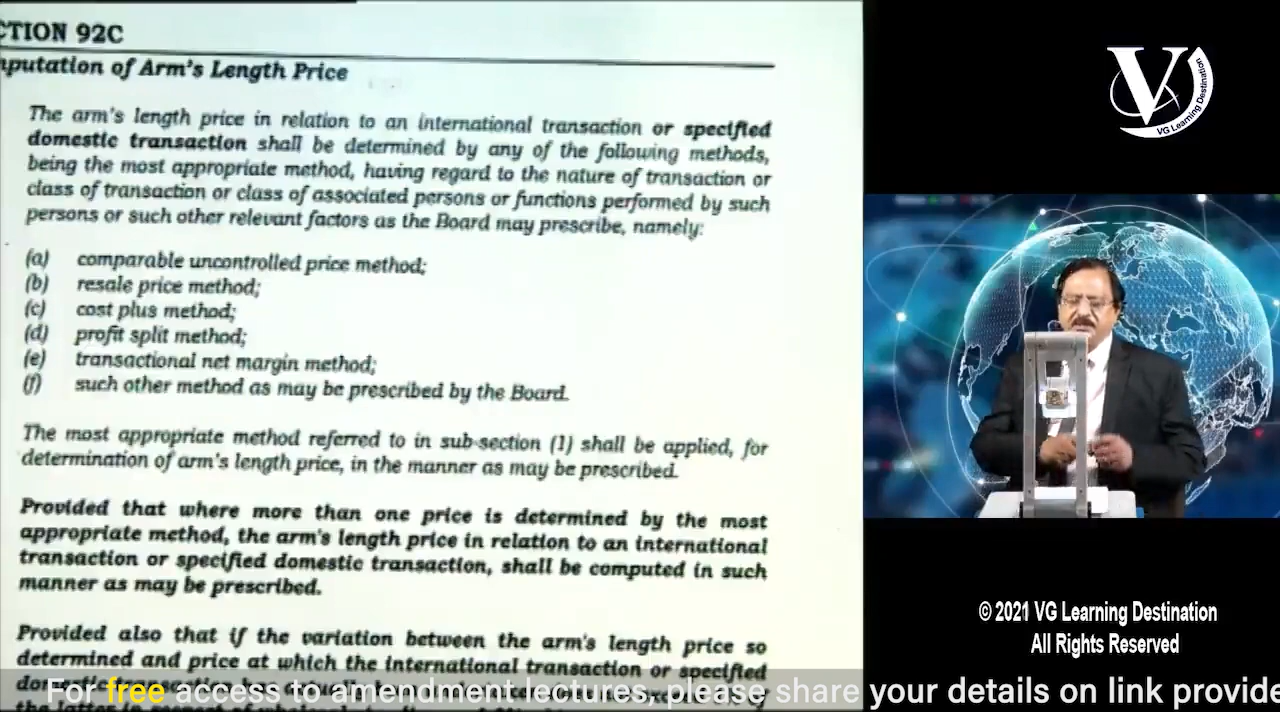 CTION 92C
mputation of Arm's Length Price
The arm's length price in relation to an international transaction or specified
domestic transaction shall be determined by any of the following methods,
being the most appropriate method, having regard to the nature of transaction or
class of transaction or class of associated persons or functions performed by such
persons or such other relevant factors as the Board may prescribe, namely:
(a) comparable uncontrolled price method;
(b) resale price method;
(c) cost plus method;
(d) profit split method;
(e) transactional net margin method;
(f) such other method as may be prescribed by the Board.
The most appropriate method referred to in sub-section (1) shall be applied, for
determination of arm's length price, in the manner as may be prescribed.
Provided that where more than one price is determined by the most
appropriate method, the arm's length price in relation to an international
transaction or specified domestic transaction, shall be computed in such
manner as may be prescribed.
Provided also that if the variation between the arm's length price so
determined and price at which the international transaction or specified
For free access to amendment lectures, please share your details on link provide
V
VG Learning Destination
© 2021 VG Learning Destination
All Rights Reserved